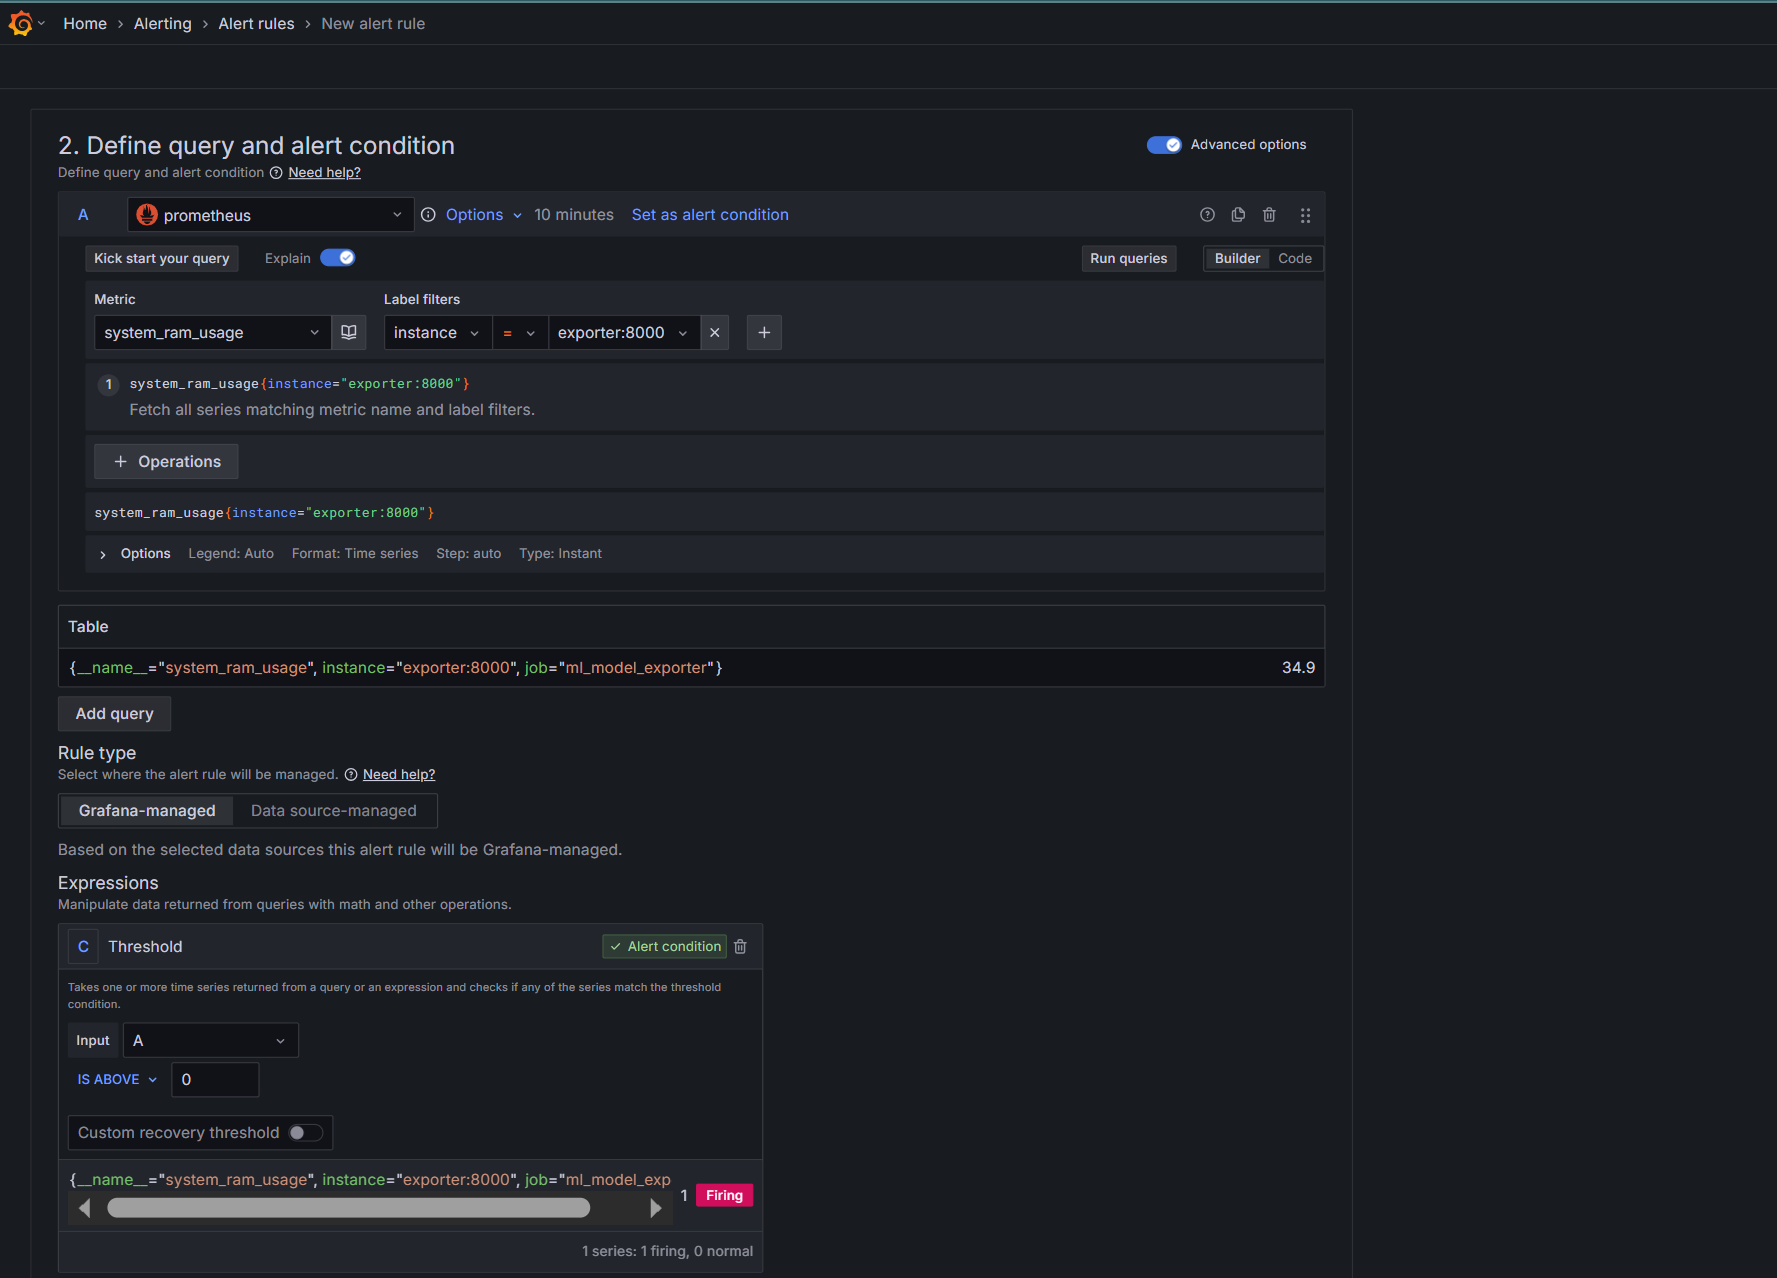 Home > Alerting > Alert rules > New alert rule
2. Define query and alert condition
Advanced options
Define query and alert condition Need help?
A prometheus Options 10 minutes Set as alert condition
Kick start your query Explain Run queries Builder Code
Metric Label filters
system_ram_usage instance = exporter:8000
1 system_ram_usage{instance="exporter:8000"}
Fetch all series matching metric name and label filters.
+ Operations
system_ram_usage{instance="exporter:8000"}
> Options Legend: Auto Format: Time series Step: auto Type: Instant
Table
{__name__="system_ram_usage", instance="exporter:8000", job="ml_model_exporter"} 34.9
Add query
Rule type
Select where the alert rule will be managed. Need help?
Grafana-managed Data source-managed
Based on the selected data sources this alert rule will be Grafana-managed.
Expressions
Manipulate data returned from queries with math and other operations.
C Threshold Alert condition
Takes one or more time series returned from a query or an expression and checks if any of the series match the threshold
condition.
Input A
IS ABOVE 0
Custom recovery threshold
{__name__="system_ram_usage", instance="exporter:8000", job="ml_model_exp
1 Firing
1 series: 1 firing, 0 normal